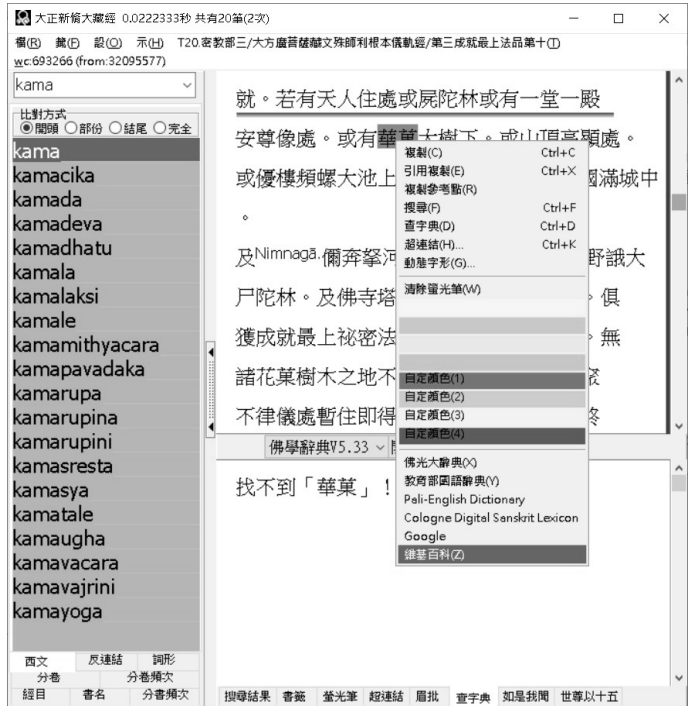 大正新脩大藏經 0.0222333秒 共有20筆(2次)
檔(R) 藏(F) 設(O) 示(H) T20.密教部三/大方廣菩薩藏文殊師利根本儀軌經/第三成就最上法品第十(T)
wc:693266 (from:32095577)
kama
比對方式
開頭 部份 結尾 完全
kama
kamacika
kamada
kamadeva
kamadhatu
kamala
kamalaksi
kamale
kamamithyacara
kamapavadaka
kamarupa
kamarupina
kamarupini
kamasresta
kamasya
kamatale
kamaugha
kamavacara
kamavajrini
kamayoga
西文 反連結 詞形
分卷 分卷頻次
經目 書名 分書頻次
就。若有天人住處或屍陀林或有一堂一殿
安尊像處。或有華菓大樹下。或山頂高顯處。
或優樓頻螺大池上 國滿城中
。
及Nimnagā.儞奔拏河 野誐大
尸陀林。及佛寺塔 。俱
獲成就最上祕密法 。無
諸花菓樹木之地不
不律儀處暫住即得
複製(C) Ctrl+C
引用複製(E) Ctrl+X
複製參考點(R)
搜尋(F) Ctrl+F
查字典(D) Ctrl+D
超連結(H)... Ctrl+K
動態字形(G)...
清除螢光筆(W)
自定顏色(1)
自定顏色(2)
自定顏色(3)
自定顏色(4)
佛光大辭典(X)
教育部國語辭典(Y)
Pali-English Dictionary
Cologne Digital Sanskrit Lexicon
Google
維基百科(Z)
佛學辭典V5.33
找不到「華菓」!
搜尋結果 書籤 螢光筆 超連結 眉批 查字典 如是我聞 世尊以十五